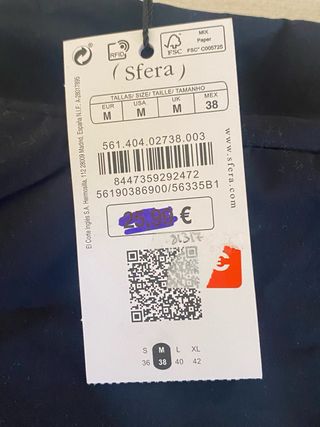 RFID
FSC
MIX
Paper
FSC® C005725
(Sfera)
TALLAS/ SIZE/ TAILLE/ TAMANHO
EUR M
USA M
UK M
MEX 38
561.404.02738.003
8447359292472
56190386900/56335B1
€
€
S M L XL
36 38 40 42
www.sfera.com
El Corte Inglés S.A. Hermosilla, 112 28009 Madrid. España N.I.F.: A-28017895